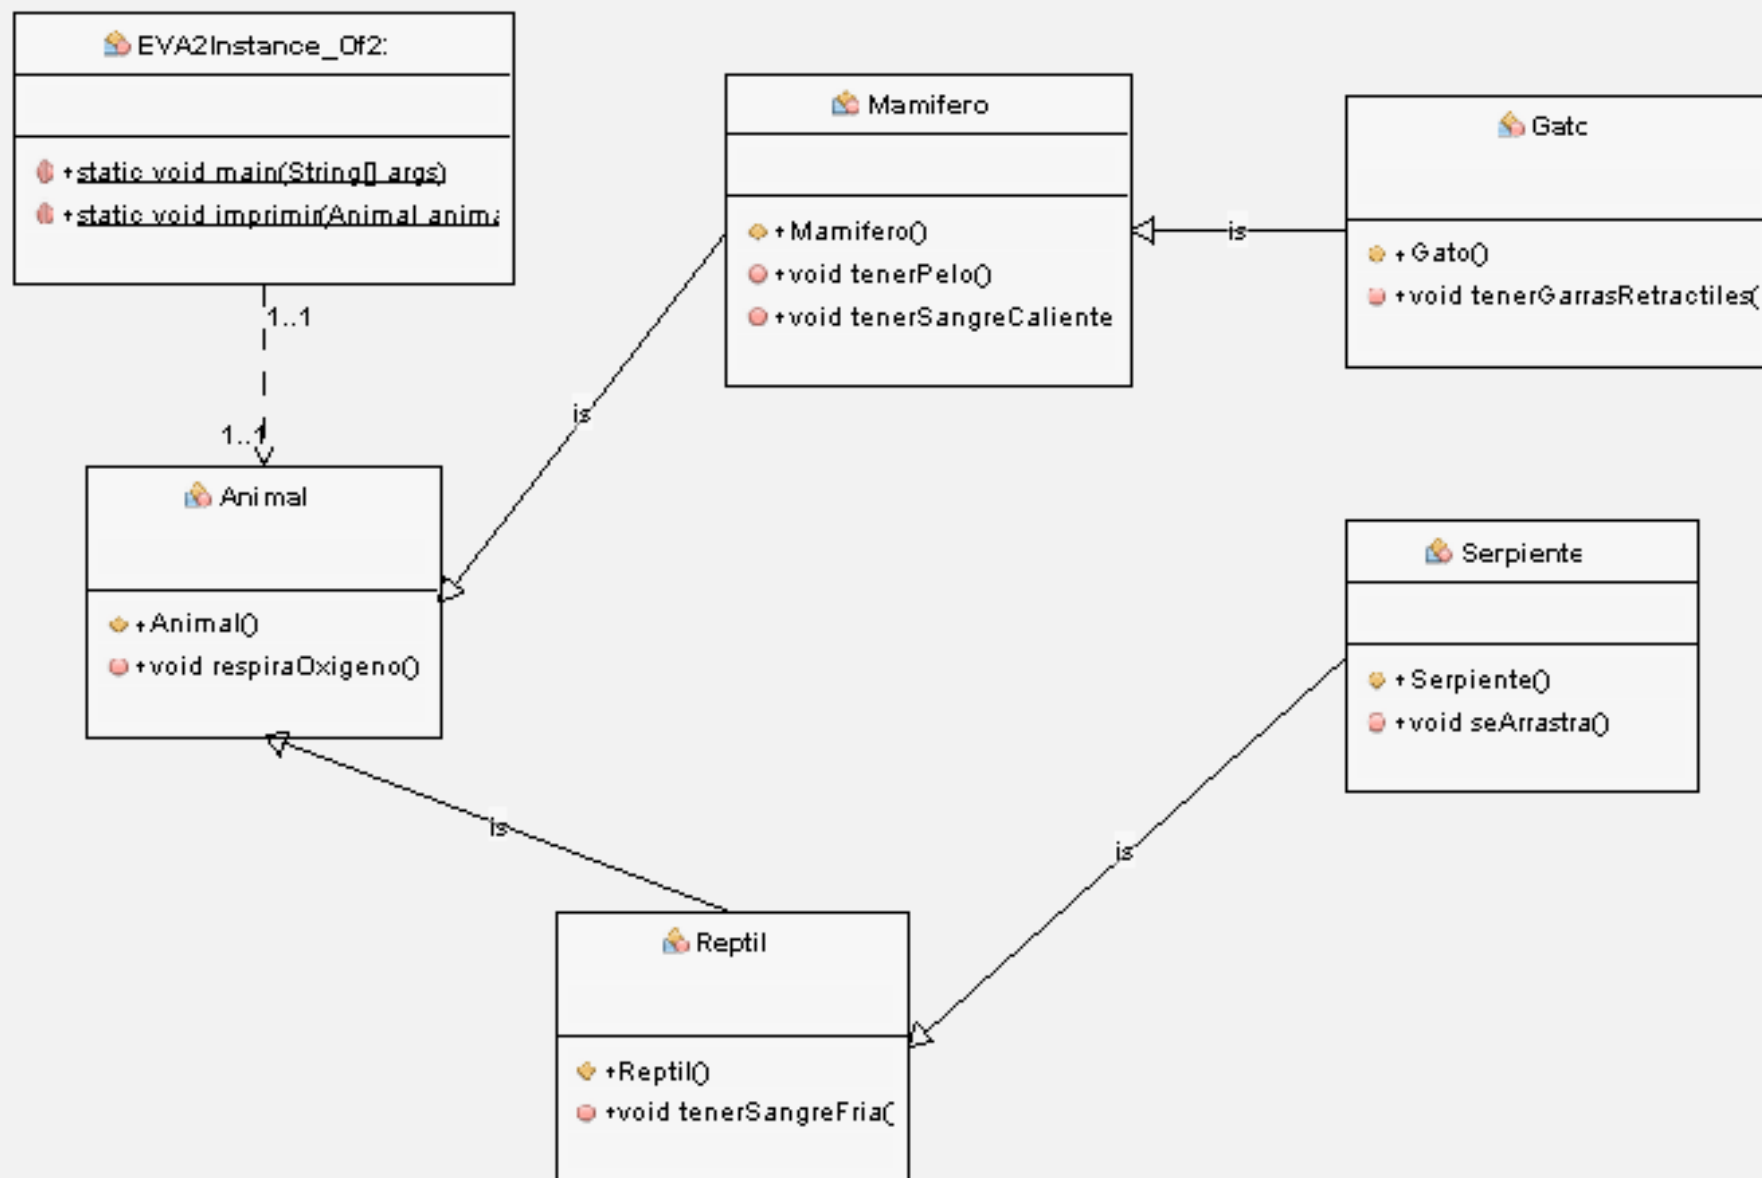 EVA2Instance_Of2:
+static void main(String[] args)
+static void imprimir(Animal anima
1..1
1..1
Animal
+Animal()
+void respiraOxigeno()
is
Mamifero
+Mamifero()
+void tenerPelo()
+void tenerSangreCaliente
is
Gato
+Gato()
+void tenerGarrasRetractiles(
Serpiente
+Serpiente()
+void seArrastra()
is
is
Reptil
+Reptil()
+void tenerSangreFria(